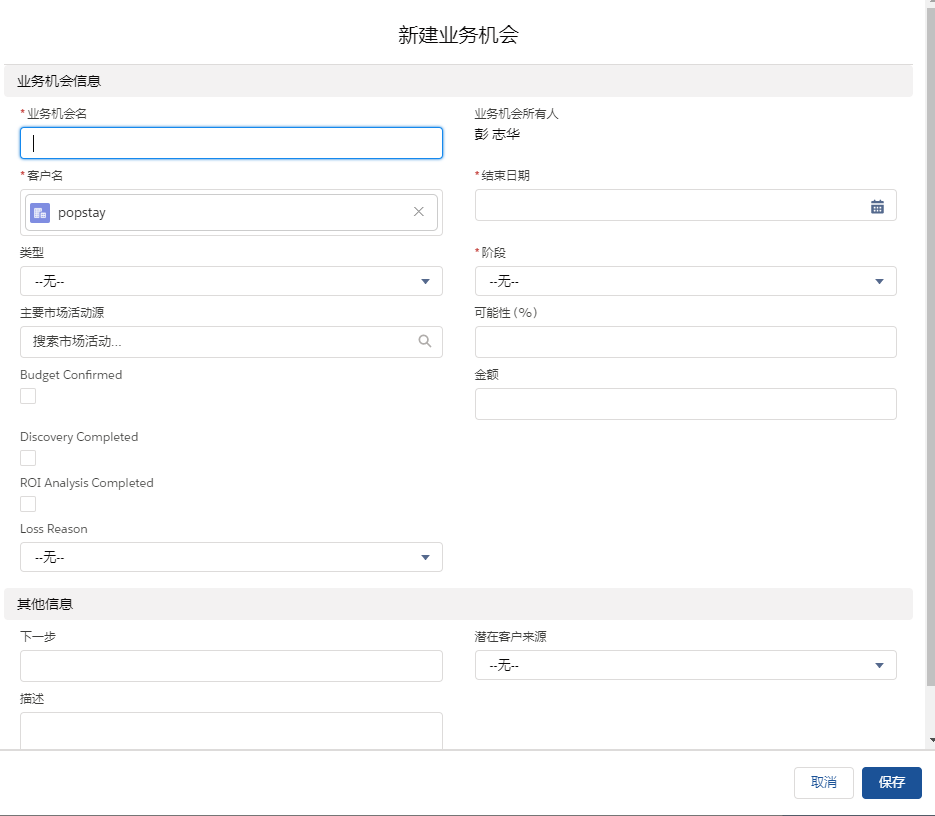 新建业务机会
业务机会信息
*业务机会名
业务机会所有人
彭 志华
*客户名
popstay
*结束日期
类型
--无--
*阶段
--无--
主要市场活动源
搜索市场活动...
可能性 (%)
Budget Confirmed
金额
Discovery Completed
ROI Analysis Completed
Loss Reason
--无--
其他信息
下一步
潜在客户来源
--无--
描述
取消
保存